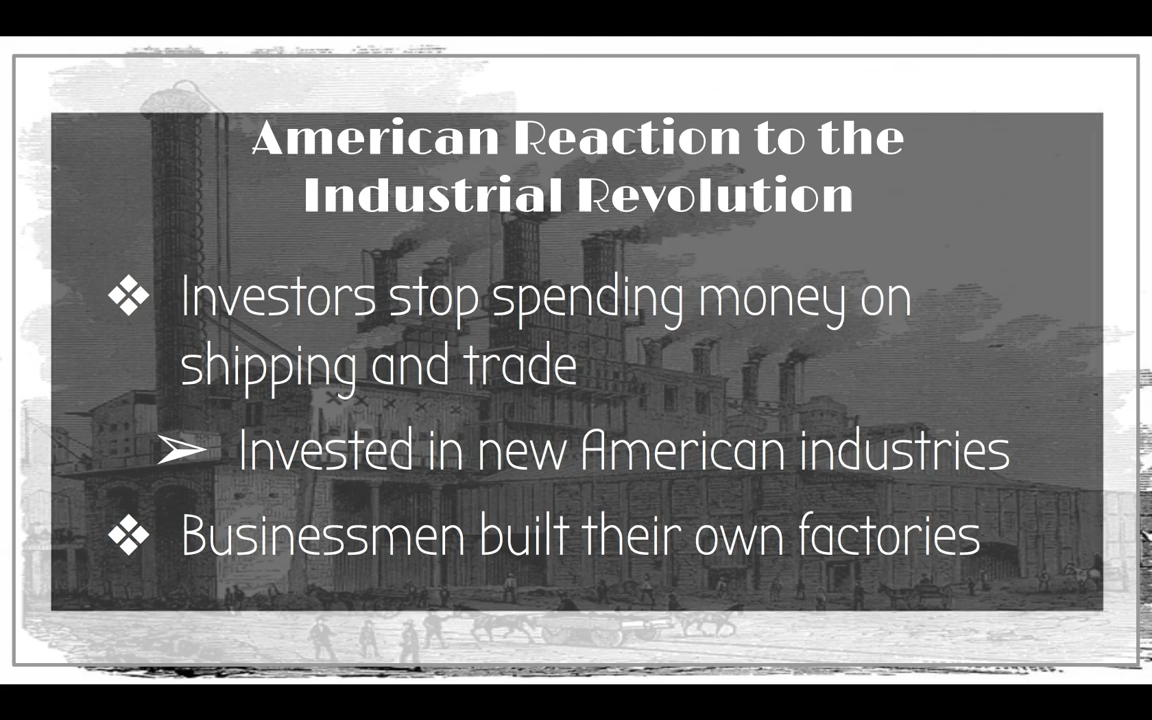 American Reaction to the
Industrial Revolution
❖ Investors stop spending money on
shipping and trade
➢ Invested in new American industries
❖ Businessmen built their own factories